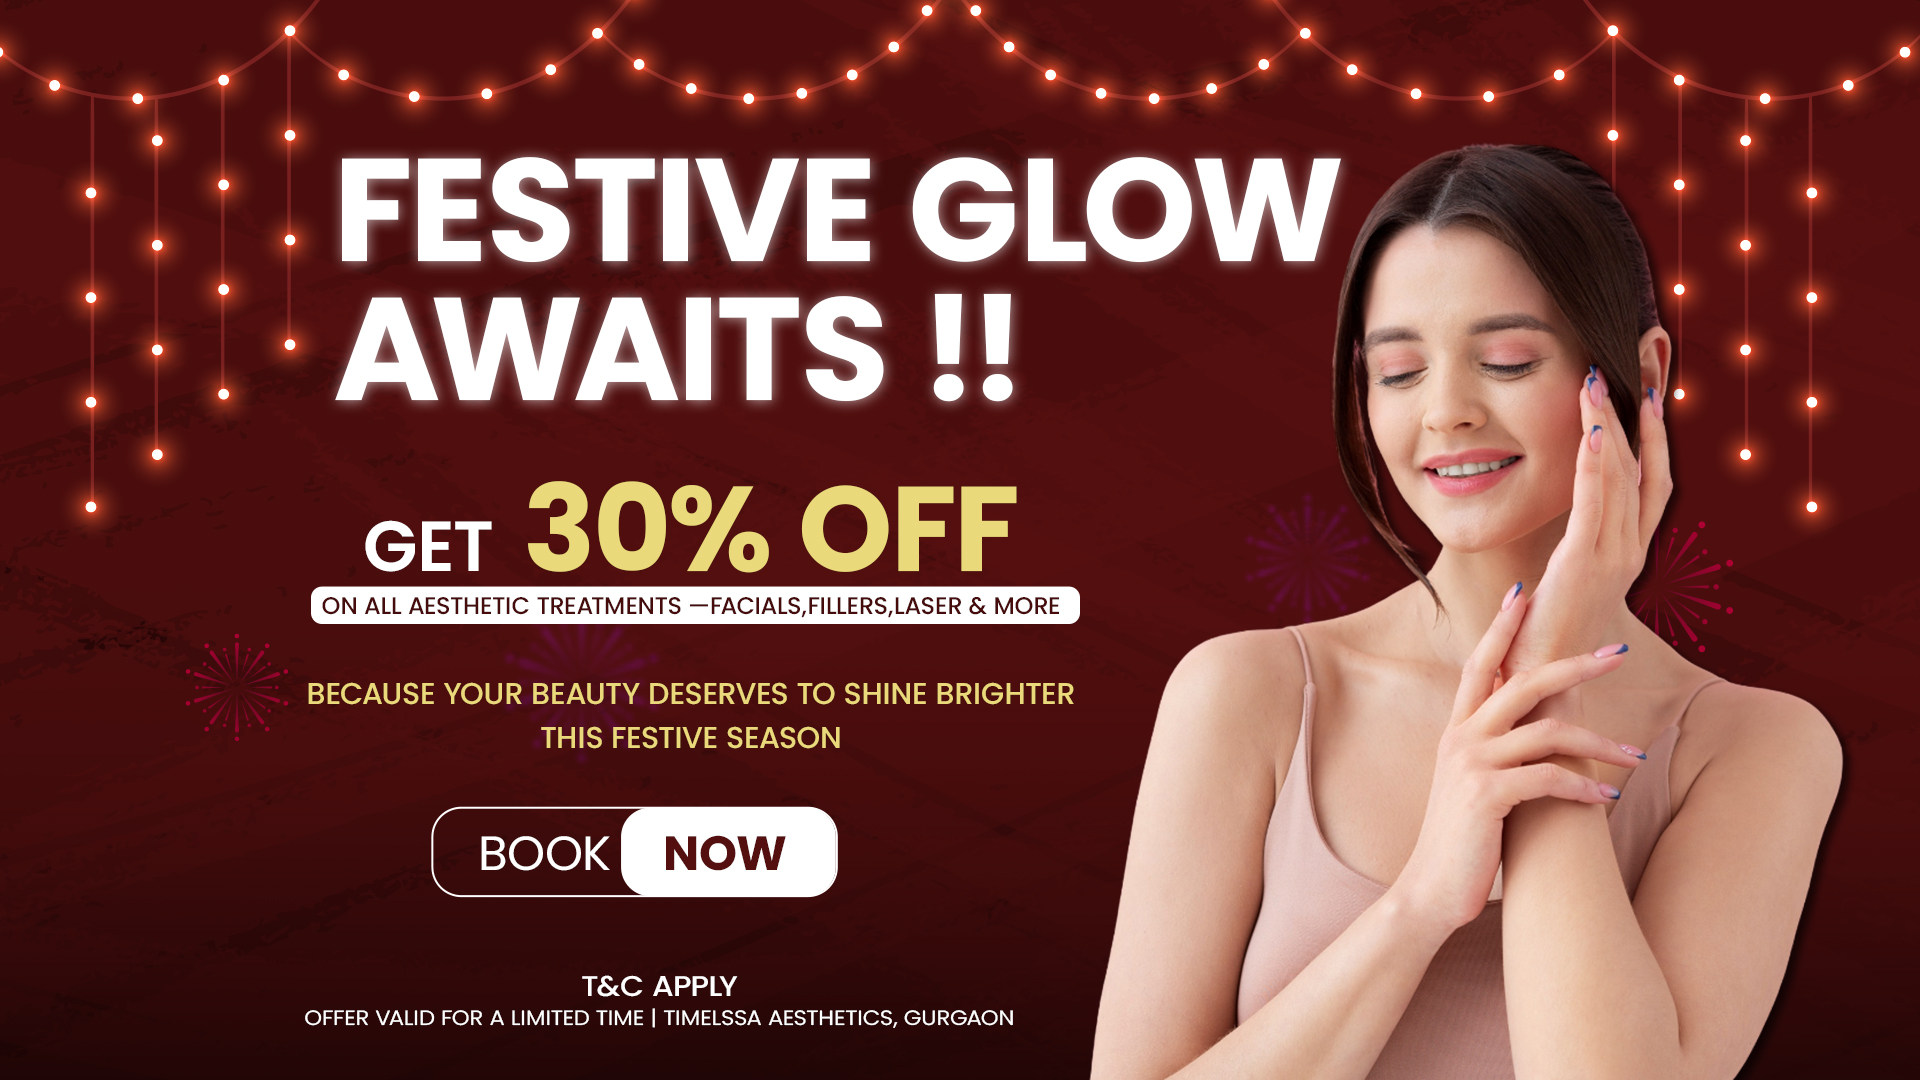 FESTIVE GLOW
AWAITS !!
GET 30% OFF
ON ALL AESTHETIC TREATMENTS —FACIALS,FILLERS,LASER & MORE
BECAUSE YOUR BEAUTY DESERVES TO SHINE BRIGHTER
THIS FESTIVE SEASON
BOOK NOW
T&C APPLY
OFFER VALID FOR A LIMITED TIME | TIMELSSA AESTHETICS, GURGAON